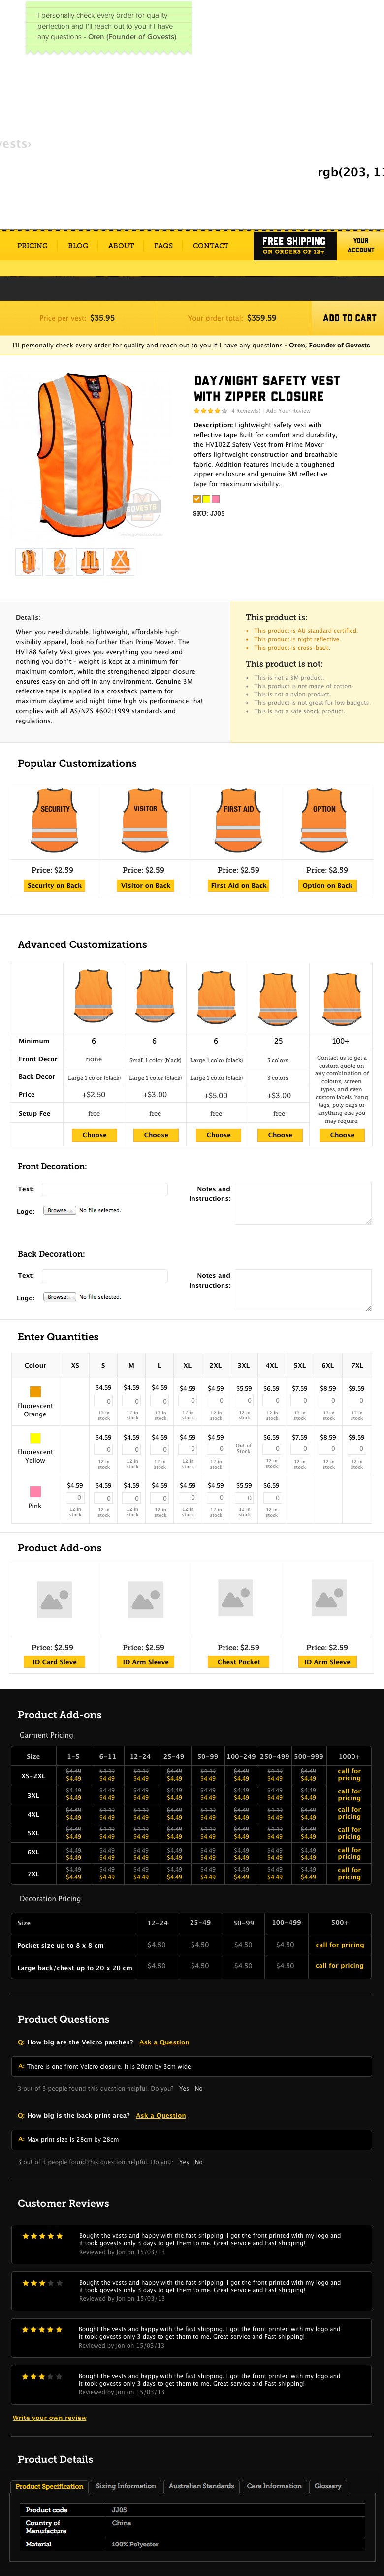 I personally check every order for quality
perfection and I'll reach out to you if I have
any questions - Oren (Founder of Govests)
vests›
rgb(203, 11
PRICING BLOG ABOUT FAQS CONTACT
FREE SHIPPING
ON ORDERS OF 12+
YOUR
ACCOUNT
Price per vest: $35.95 Your order total: $359.59 ADD TO CART
I'll personally check every order for quality and reach out to you if I have any questions - Oren, Founder of Govests
DAY/NIGHT SAFETY VEST
WITH ZIPPER CLOSURE
4 Review(s) | Add Your Review
Description: Lightweight safety vest with
reflective tape Built for comfort and durability,
the HV102Z Safety Vest from Prime Mover
offers lightweight construction and breathable
fabric. Addition features include a toughened
zipper enclosure and geniune 3M reflective
tape for maximum visibility.
SKU: JJ05
GOVESTS
Details:
When you need durable, lightweight, affordable high
visibility apparel, look no further than Prime Mover. The
HV188 Safety Vest gives you everything you need and
nothing you don't – weight is kept at a minimum for
maximum comfort, while the strengthened zipper closure
ensures easy on and off in any environment. Genuine 3M
reflective tape is applied in a crossback pattern for
maximum daytime and night time high vis performance that
complies with all AS/NZS 4602:1999 standards and
regulations.
This product is:
• This product is AU standard certified.
• This product is night reflective.
• This product is cross-back.
This product is not:
• This is not a 3M product.
• This product is not made of cotton.
• This is not a nylon product.
• This product is not great for low budgets.
• This is not a safe shock product.
Popular Customizations
SECURITY VISITOR FIRST AID OPTION
Price: $2.59 Price: $2.59 Price: $2.59 Price: $2.59
Security on Back Visitor on Back First Aid on Back Option on Back
Advanced Customizations
Minimum 6 6 6 25 100+
Front Decor none Small 1 color (black) Large 1 color (black) 3 colors
Back Decor Large 1 color (black) Large 1 color (black) Large 1 color (black) 3 colors
Price +$2.50 +$3.00 +$5.00 +$3.00
Setup Fee free free free free
Contact us to get a
custom quote on
any combination of
colours, screen
types, and even
custom labels, hang
tags, poly bags or
anything else you
may require.
Choose Choose Choose Choose Choose
Front Decoration:
Text: Notes and
Instructions:
Logo: Browse... No file selected.
Back Decoration:
Text: Notes and
Instructions:
Logo: Browse... No file selected.
Enter Quantities
Colour XS S M L XL 2XL 3XL 4XL 5XL 6XL 7XL
Fluorescent
Orange
$4.59 $4.59 $4.59 $4.59 $4.59 $5.59 $6.59 $7.59 $8.59 $9.59
0 0 0 0 0 0 0 0 0 0
12 in 12 in 12 in 12 in 12 in 12 in 12 in 12 in 12 in 12 in
stock stock stock stock stock stock stock stock stock stock
Fluorescent
Yellow
$4.59 $4.59 $4.59 $4.59 $4.59 Out of
Stock $6.59 $7.59 $8.59 $9.59
0 0 0 0 0 0 0 0 0
12 in 12 in 12 in 12 in 12 in 12 in 12 in 12 in 12 in
stock stock stock stock stock stock stock stock stock
Pink
$4.59 $4.59 $4.59 $4.59 $4.59 $4.59 $5.59 $6.59
0 0 0 0 0 0 0 0
12 in 12 in 12 in 12 in 12 in 12 in 12 in 12 in
stock stock stock stock stock stock stock stock
Product Add-ons
Price: $2.59 Price: $2.59 Price: $2.59 Price: $2.59
ID Card Sleve ID Arm Sleeve Chest Pocket ID Arm Sleeve
Product Add-ons
Garment Pricing
Size 1-5 6-11 12-24 25-49 50-99 100-249 250-499 500-999 1000+
XS-2XL $4.49 $4.49 $4.49 $4.49 $4.49 $4.49 $4.49 $4.49 call for
$4.49 $4.49 $4.49 $4.49 $4.49 $4.49 $4.49 $4.49 pricing
3XL $4.49 $4.49 $4.49 $4.49 $4.49 $4.49 $4.49 $4.49 call for
$4.49 $4.49 $4.49 $4.49 $4.49 $4.49 $4.49 $4.49 pricing
4XL $4.49 $4.49 $4.49 $4.49 $4.49 $4.49 $4.49 $4.49 call for
$4.49 $4.49 $4.49 $4.49 $4.49 $4.49 $4.49 $4.49 pricing
5XL $4.49 $4.49 $4.49 $4.49 $4.49 $4.49 $4.49 $4.49 call for
$4.49 $4.49 $4.49 $4.49 $4.49 $4.49 $4.49 $4.49 pricing
6XL $4.49 $4.49 $4.49 $4.49 $4.49 $4.49 $4.49 $4.49 call for
$4.49 $4.49 $4.49 $4.49 $4.49 $4.49 $4.49 $4.49 pricing
7XL $4.49 $4.49 $4.49 $4.49 $4.49 $4.49 $4.49 $4.49 call for
$4.49 $4.49 $4.49 $4.49 $4.49 $4.49 $4.49 $4.49 pricing
Decoration Pricing
Size 12-24 25-49 50-99 100-499 500+
Pocket size up to 8 x 8 cm $4.50 $4.50 $4.50 $4.50 call for pricing
Large back/chest up to 20 x 20 cm $4.50 $4.50 $4.50 $4.50 call for pricing
Product Questions
Q: How big are the Velcro patches? Ask a Question
A: There is one front Velcro closure. It is 20cm by 3cm wide.
3 out of 3 people found this question helpful. Do you? Yes No
Q: How big is the back print area? Ask a Question
A: Max print size is 28cm by 28cm
3 out of 3 people found this question helpful. Do you? Yes No
Customer Reviews
Bought the vests and happy with the fast shipping. I got the front printed with my logo and
it took govests only 3 days to get them to me. Great service and Fast shipping!
Reviewed by Jon on 15/03/13
Bought the vests and happy with the fast shipping. I got the front printed with my logo and
it took govests only 3 days to get them to me. Great service and Fast shipping!
Reviewed by Jon on 15/03/13
Bought the vests and happy with the fast shipping. I got the front printed with my logo and
it took govests only 3 days to get them to me. Great service and Fast shipping!
Reviewed by Jon on 15/03/13
Bought the vests and happy with the fast shipping. I got the front printed with my logo and
it took govests only 3 days to get them to me. Great service and Fast shipping!
Reviewed by Jon on 15/03/13
Write your own review
Product Details
Product Specification Sizing Information Australian Standards Care Information Glossary
Product code JJ05
Country of
Manufacture China
Material 100% Polyester